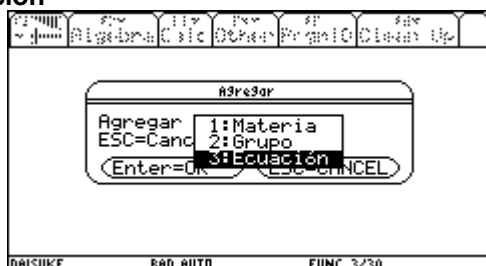 sión
Algebra Calc Other PrgmIO Clean Up
Agregar
Agregar
1:Materia
ESC=Canc
2:Grupo
3:Ecuación
Enter=OK
ESC=CANCEL
DAISUKE RAD AUTO FUNC 3/30